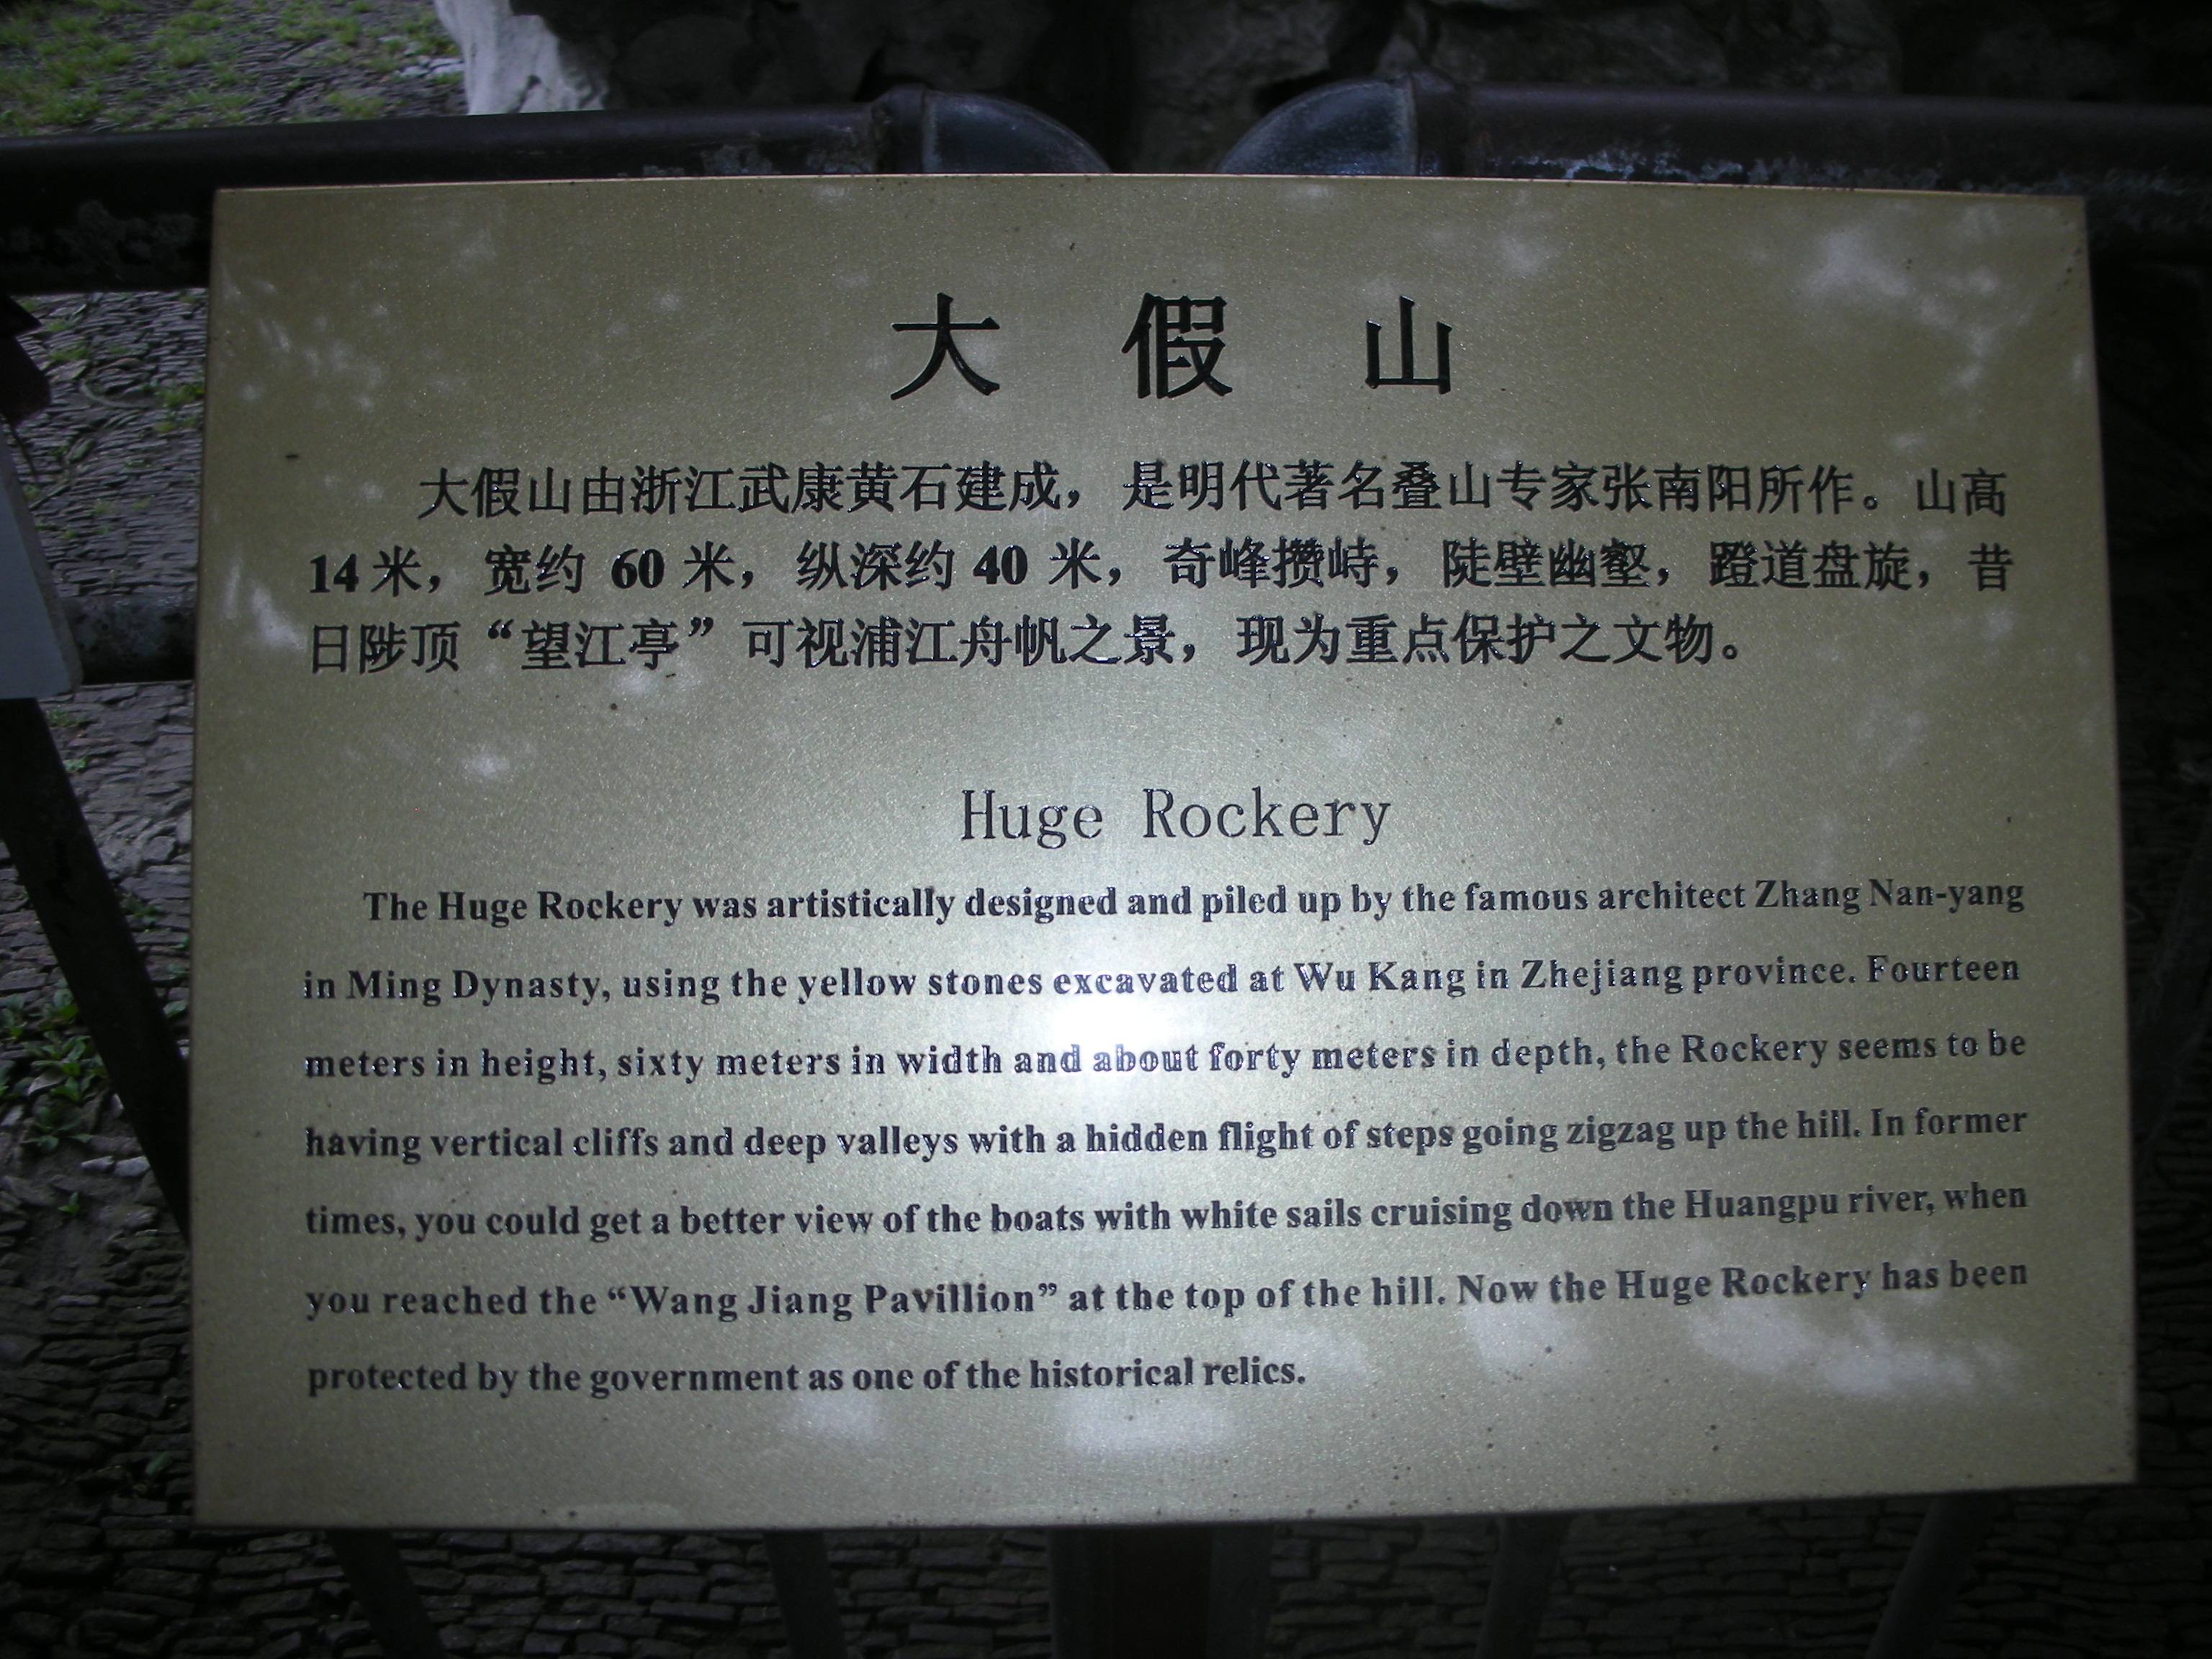 大 假 山
大假山由浙江武康黄石建成，是明代著名叠山专家张南阳所作。山高
14 米，宽约 60 米，纵深约 40 米，奇峰攒峙，陡壁幽壑，蹬道盘旋，昔
日陟顶“望江亭”可视浦江舟帆之景，现为重点保护之文物。
Huge Rockery
The Huge Rockery was artistically designed and piled up by the famous architect Zhang Nan-yang
in Ming Dynasty, using the yellow stones excavated at Wu Kang in Zhejiang province. Fourteen
meters in height, sixty meters in width and about forty meters in depth, the Rockery seems to be
having vertical cliffs and deep valleys with a hidden flight of steps going zigzag up the hill. In former
times, you could get a better view of the boats with white sails cruising down the Huangpu river, when
you reached the “Wang Jiang Pavillion” at the top of the hill. Now the Huge Rockery has been
protected by the government as one of the historical relics.